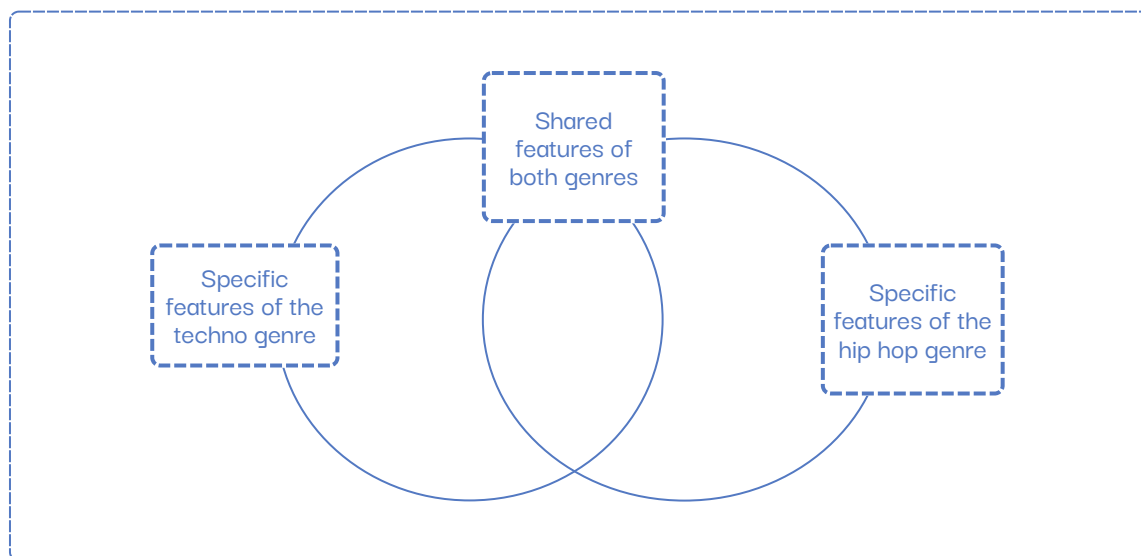 Shared
features of
both genres
Specific
features of the
techno genre
Specific
features of the
hip hop genre